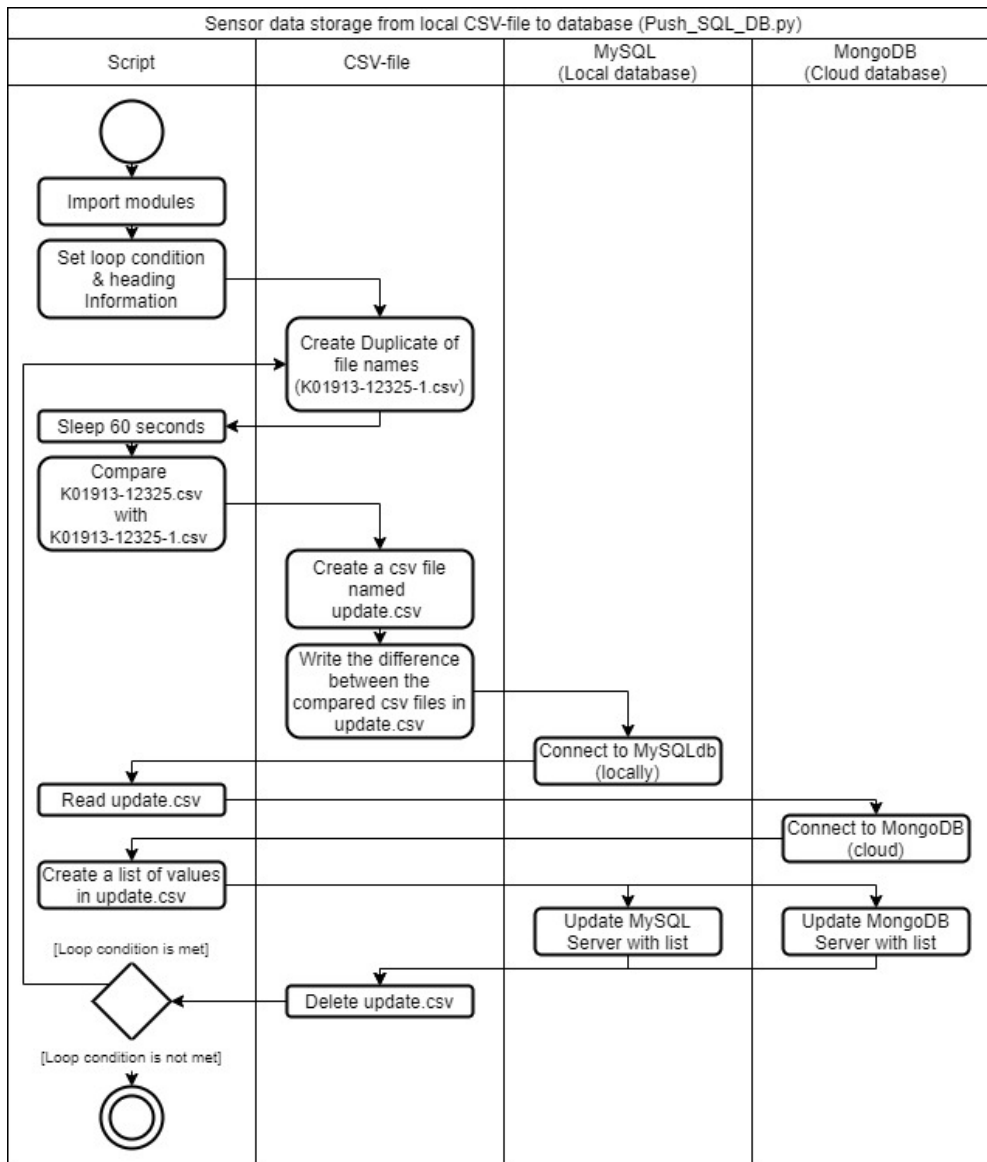 Sensor data storage from local CSV-file to database (Push_SQL_DB.py)
Script
CSV-file
MySQL
(Local database)
MongoDB
(Cloud database)
Import modules
Set loop condition
& heading
Information
Create Duplicate of
file names
(K01913-12325-1.csv)
Sleep 60 seconds
Compare
K01913-12325.csv
with
K01913-12325-1.csv
Create a csv file
named
update.csv
Write the difference
between the
compared csv files in
update.csv
Connect to MySQLdb
(locally)
Read update.csv
Connect to MongoDB
(cloud)
Create a list of values
in update.csv
Update MySQL
Server with list
Update MongoDB
Server with list
[Loop condition is met]
Delete update.csv
[Loop condition is not met]